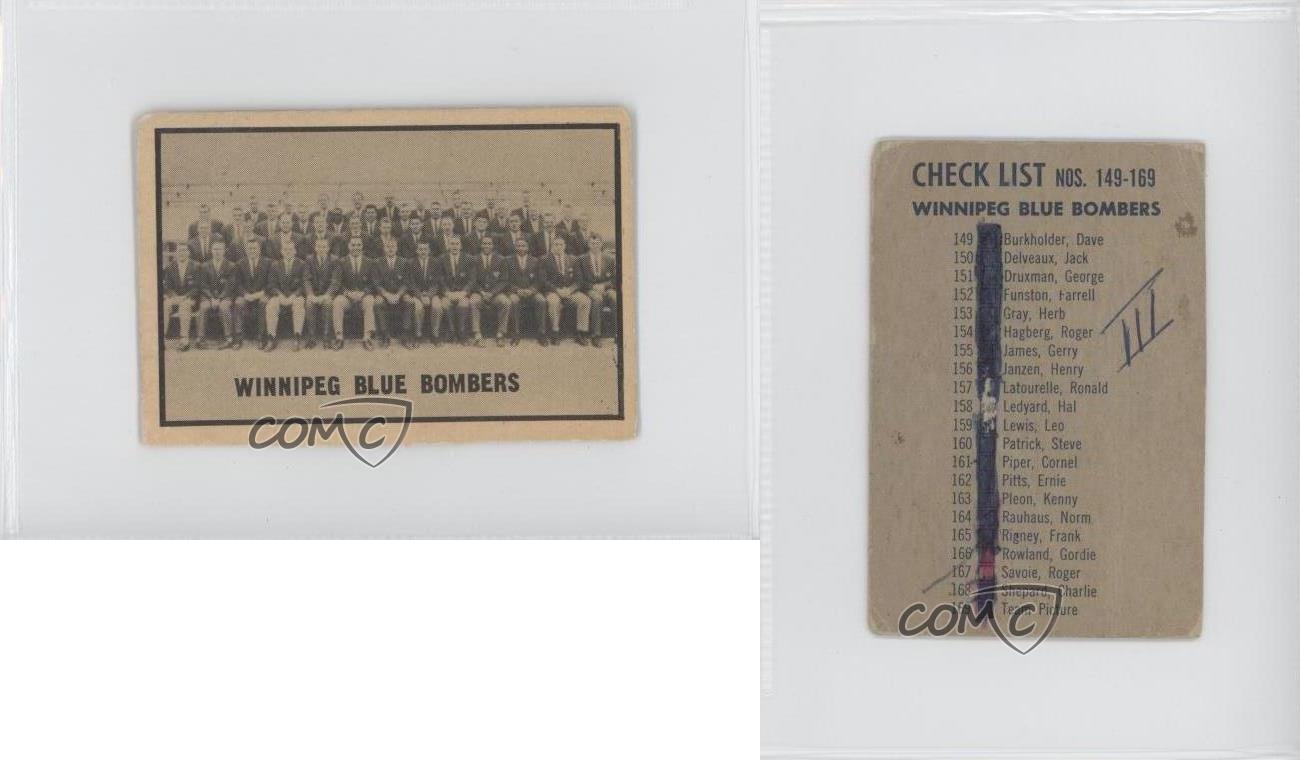 WINNIPEG BLUE BOMBERS
COMC
CHECK LIST NOS. 149-169
WINNIPEG BLUE BOMBERS
149 Burkholder, Dave
150 Delveaux, Jack
151 Druxman, George
152 Funston, Farrell
153 Gray, Herb
154 Hagberg, Roger
155 James, Gerry
156 Janzen, Henry
157 Latourelle, Ronald
158 Ledyard, Hal
159 Lewis, Leo
160 Patrick, Steve
161 Piper, Cornel
162 Pitts, Ernie
163 Pleon, Kenny
164 Rauhaus, Norm
165 Rigney, Frank
166 Rowland, Gordie
167 Savoie, Roger
168 Shepard, Charlie
169 Team Picture
III
COMC